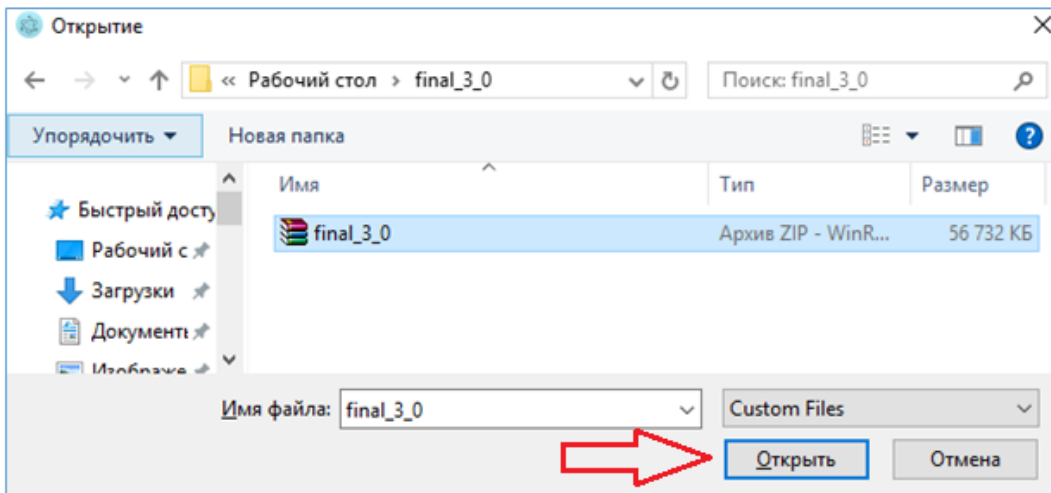 Открытие
« Рабочий стол › final_3_0
Поиск: final_3_0
Упорядочить
Новая папка
Имя
Тип
Размер
Быстрый досту
Рабочий с
Загрузки
Документы
Изображе
final_3_0
Архив ZIP - WinR...
56 732 КБ
Имя файла:
final_3_0
Custom Files
Открыть
Отмена